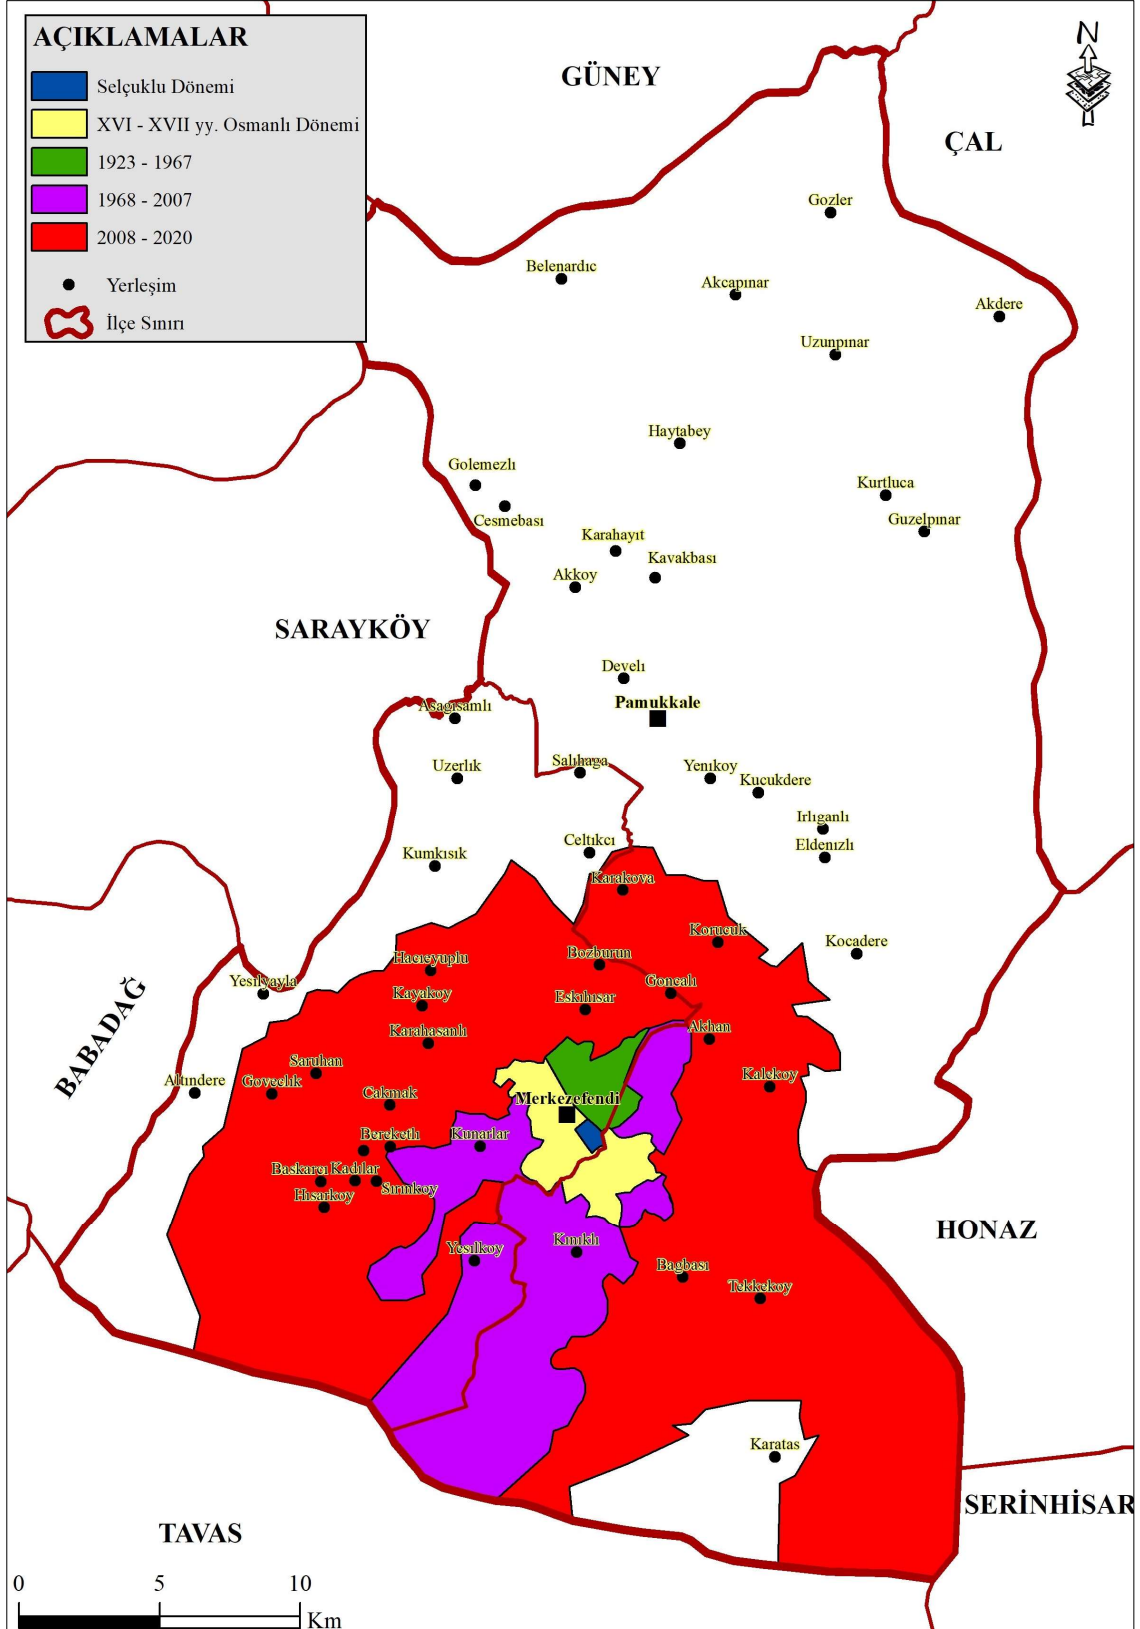 AÇIKLAMALAR
Selçuklu Dönemi
XVI - XVII yy. Osmanlı Dönemi
1923 - 1967
1968 - 2007
2008 - 2020
Yerleşim
İlçe Sınırı
N
GÜNEY
ÇAL
Gozler
Belenardıc
Akcapınar
Akdere
Uzunpınar
Haytabey
Golemezlı
Kurtluca
Cesmebası
Guzelpınar
Karahayıt
Kavakbası
Akkoy
SARAYKÖY
Develı
Pamukkale
Asagısamlı
Uzerlık
Salıhaga
Yenıkoy
Kucukdere
Irlıganlı
Eldenızlı
Celtıkcı
Kumkısık
Karakova
Korucuk
Kocadere
Bozburun
Hacıeyuplu
Goncalı
Yesılyayla
Kayakoy
Eskıhısar
Karahasanlı
Akhan
BABADAĞ
Saruhan
Altındere
Goveclık
Kalekoy
Cakmak
Merkezefendi
Bereketlı
Kunarlar
Baskarcı
Kadılar
Sırınkoy
Hısarkoy
HONAZ
Yesılkoy
Kınıklı
Bagbası
Tekkekoy
Karatas
SERİNHİSAR
TAVAS
0 5 10
Km